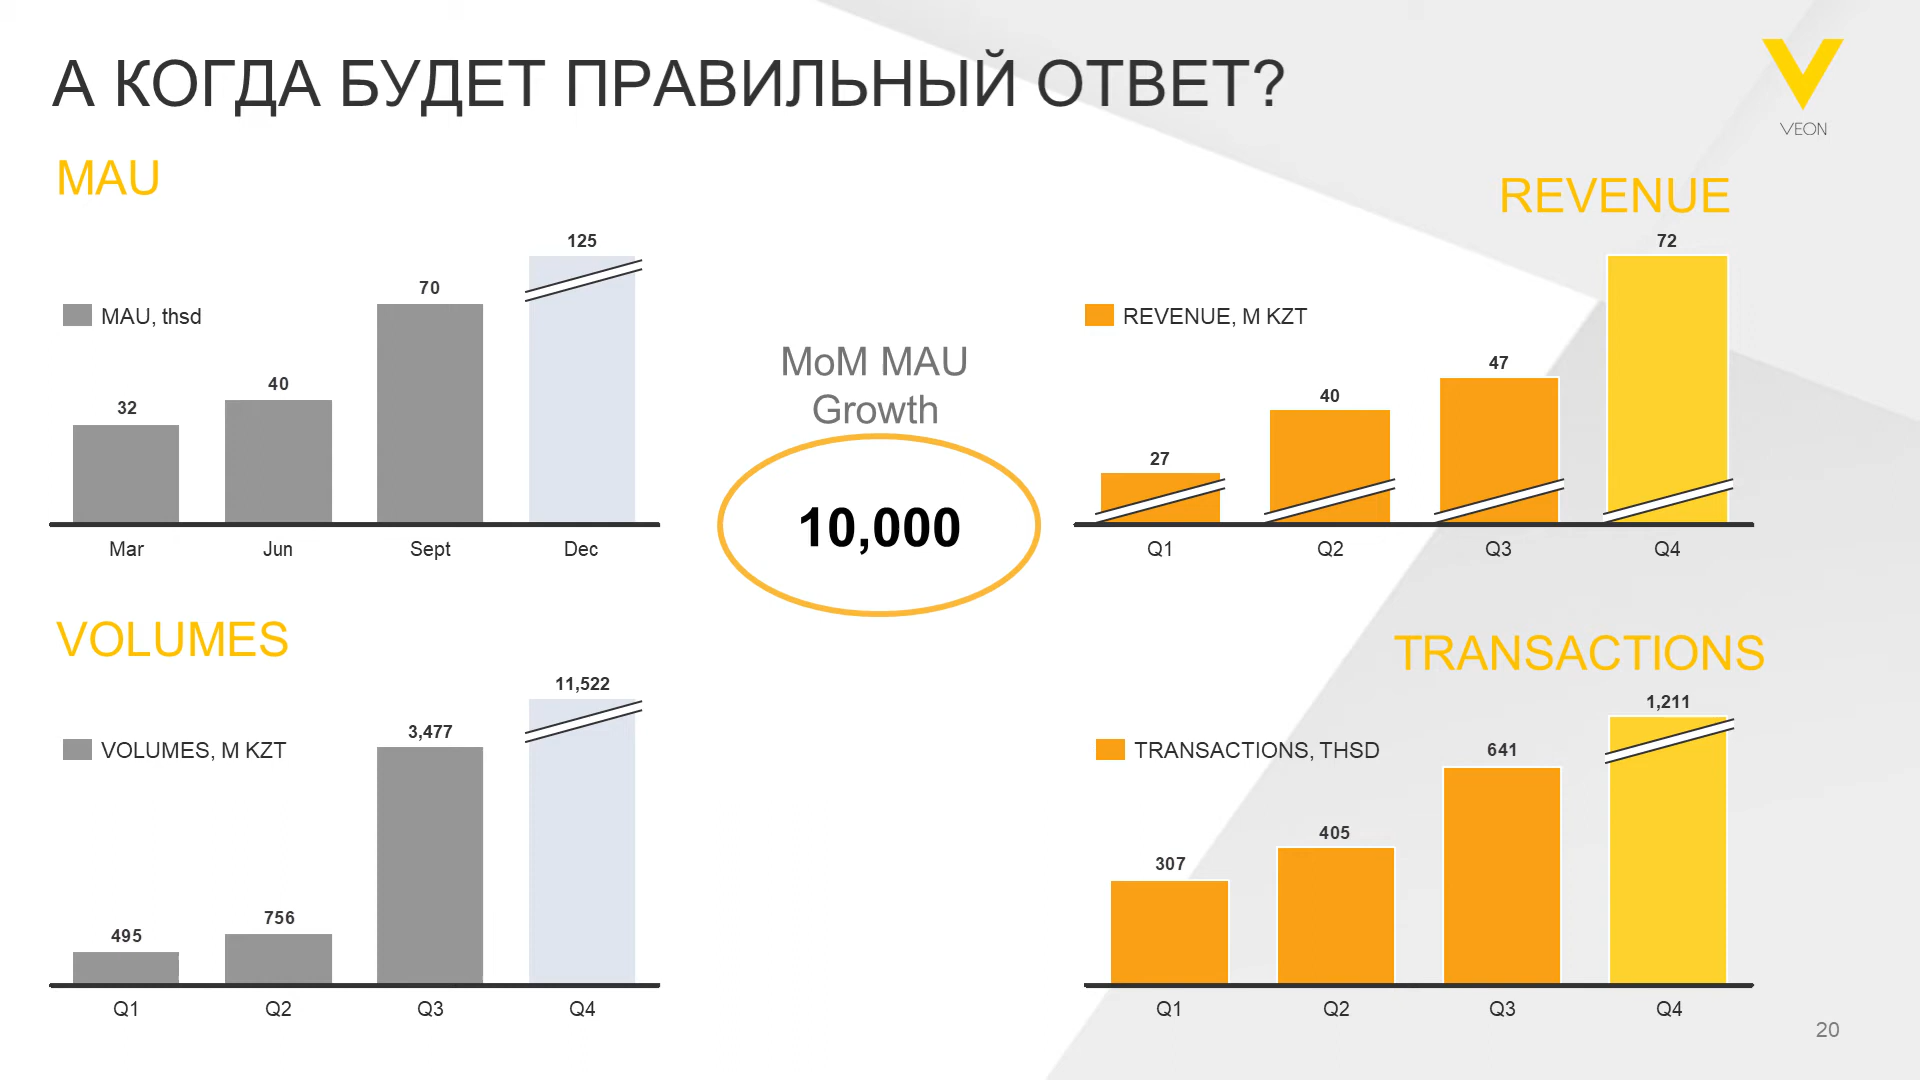 А КОГДА БУДЕТ ПРАВИЛЬНЫЙ ОТВЕТ?
VEON
MAU
MAU, thsd
32
40
70
125
Mar
Jun
Sept
Dec
MoM MAU
Growth
10,000
REVENUE
REVENUE, M KZT
27
40
47
72
Q1
Q2
Q3
Q4
VOLUMES
VOLUMES, M KZT
495
756
3,477
11,522
Q1
Q2
Q3
Q4
TRANSACTIONS
TRANSACTIONS, THSD
307
405
641
1,211
Q1
Q2
Q3
Q4
20